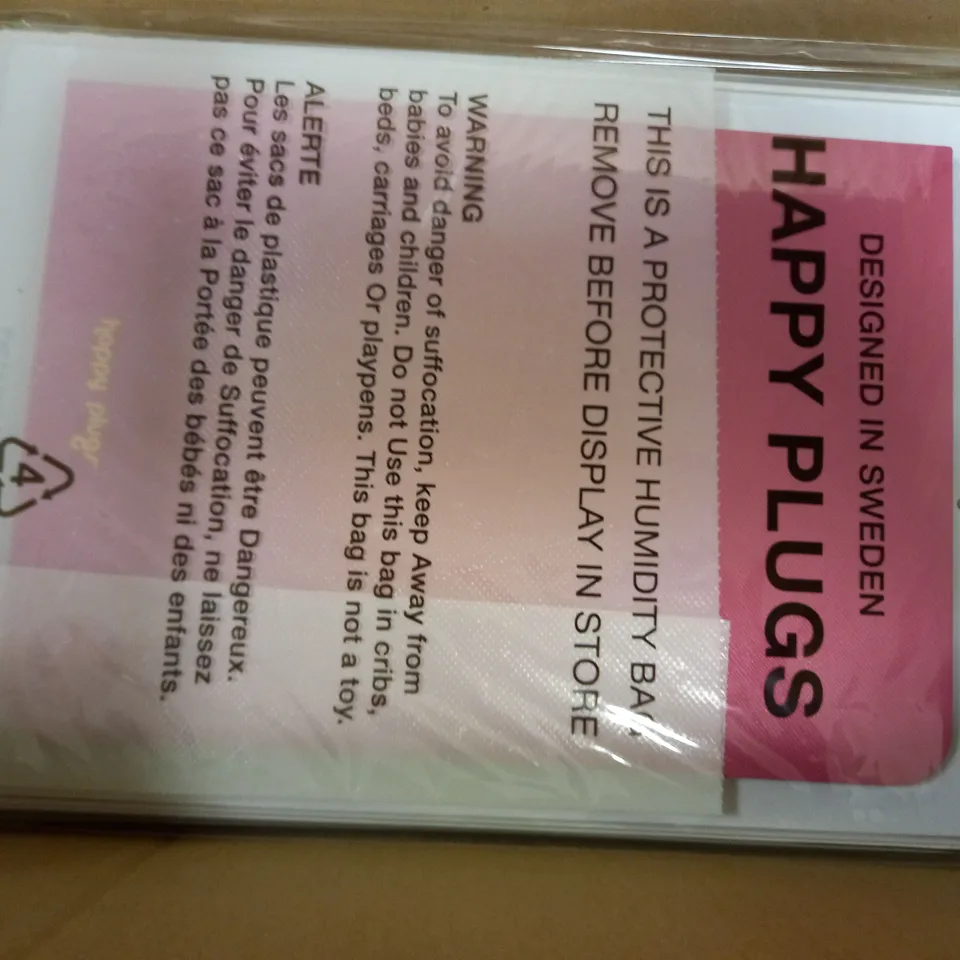 DESIGNED IN SWEDEN
HAPPY PLUGS
THIS IS A PROTECTIVE HUMIDITY BAG
REMOVE BEFORE DISPLAY IN STORE
WARNING
To avoid danger of suffocation, keep Away from
babies and children. Do not Use this bag in cribs,
beds, carriages Or playpens. This bag is not a toy.
ALERTE
Les sacs de plastique peuvent être Dangereux.
Pour éviter le danger de Suffocation, ne laissez
pas ce sac à la Portée des bébés ni des enfants.
happy plugs
4